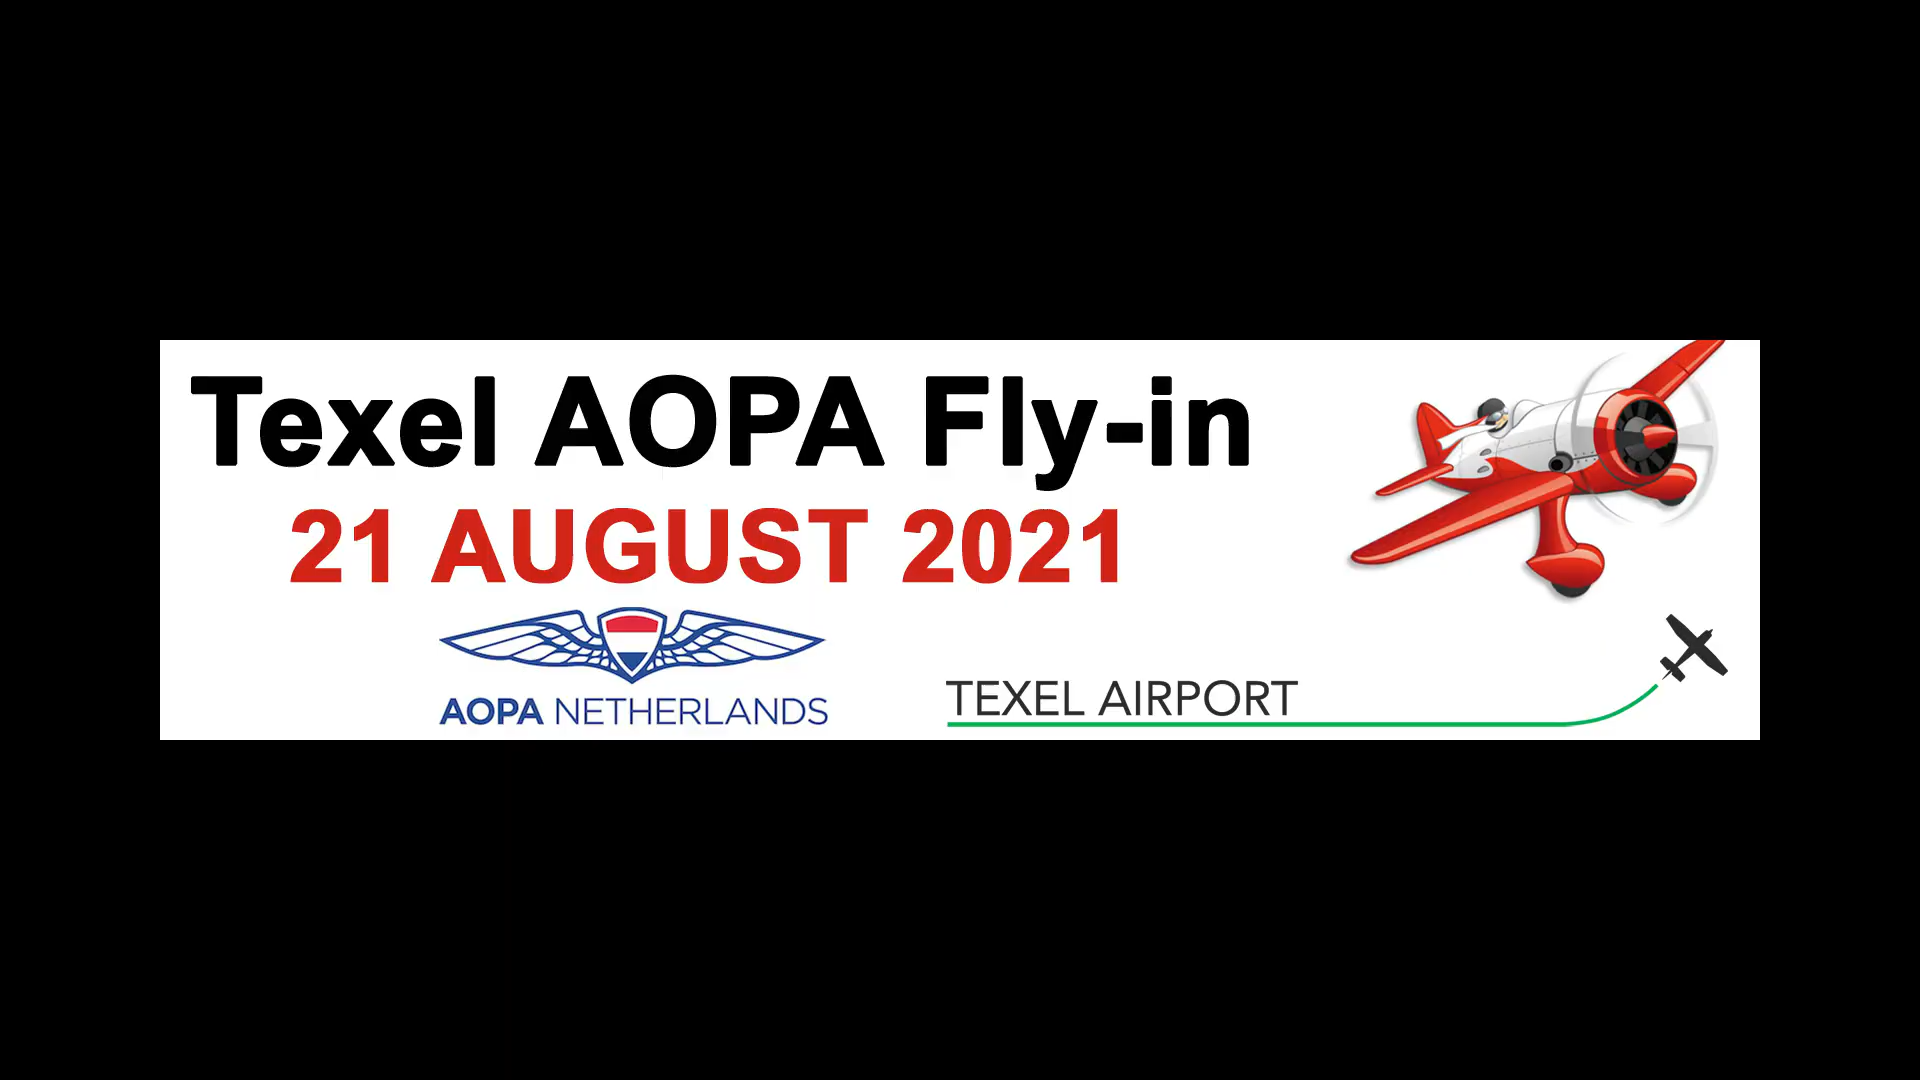 Texel AOPA Fly-in
21 AUGUST 2021
AOPA NETHERLANDS
TEXEL AIRPORT